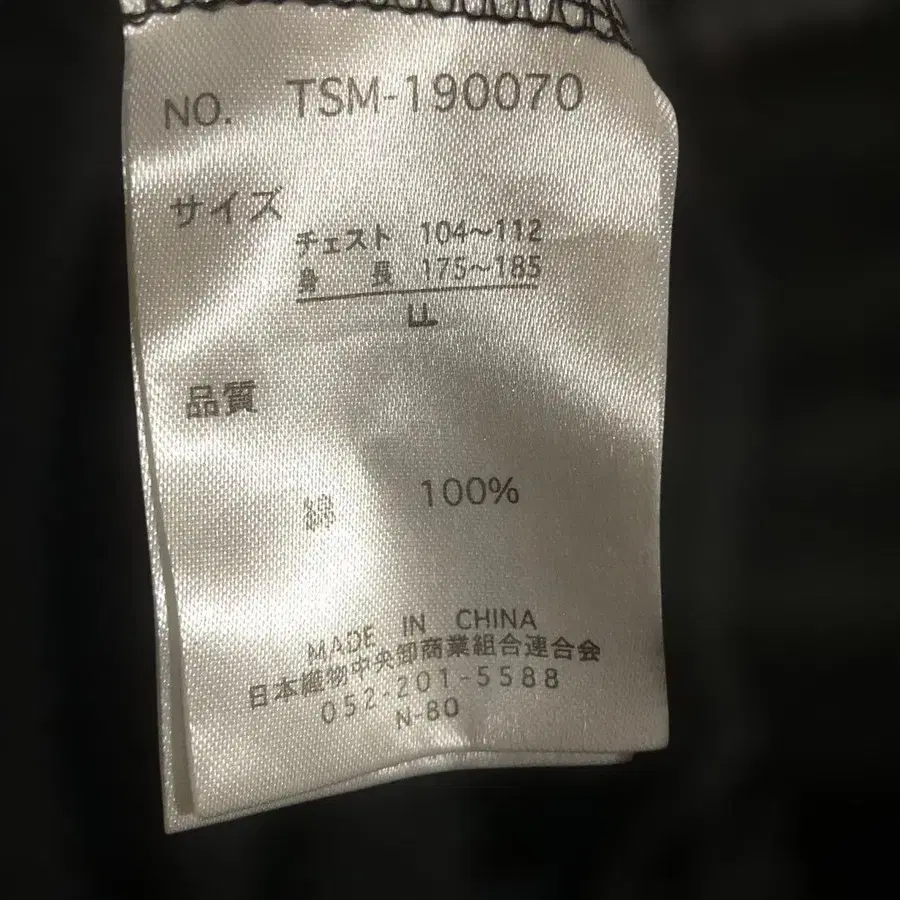 NO. TSM-190070
サイズ
チェスト 104〜112
身 長 175〜185
LL
品質
綿 100%
MADE IN CHINA
日本織物中央卸商業組合連合会
052-201-5588
N-80